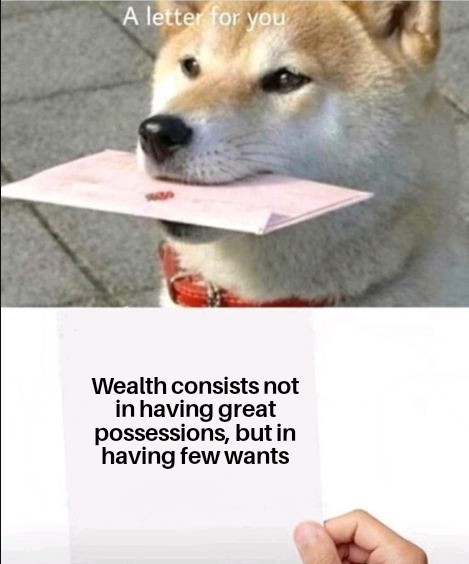 A letter for you
Wealth consists not
in having great
possessions, but in
having few wants